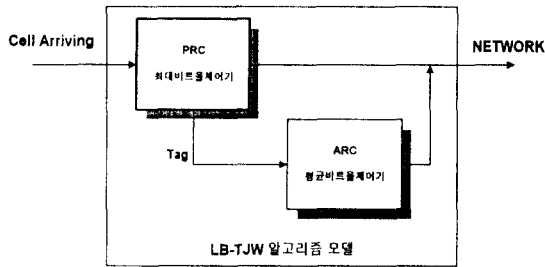 Cell Arriving
PRC
최대비트율제어기
NETWORK
Tag
ARC
평균비트율제어기
LB-TJW 알고리즘 모델